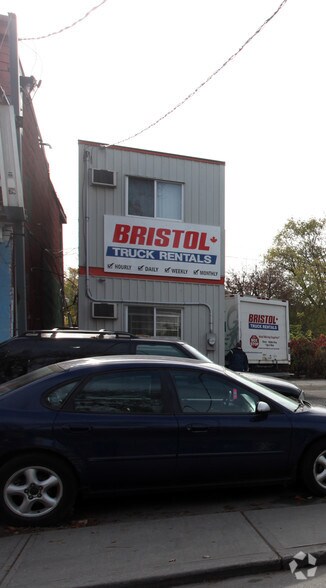 BRISTOL
TRUCK RENTALS
HOURLY DAILY WEEKLY MONTHLY
BRISTOL
TRUCK RENTALS